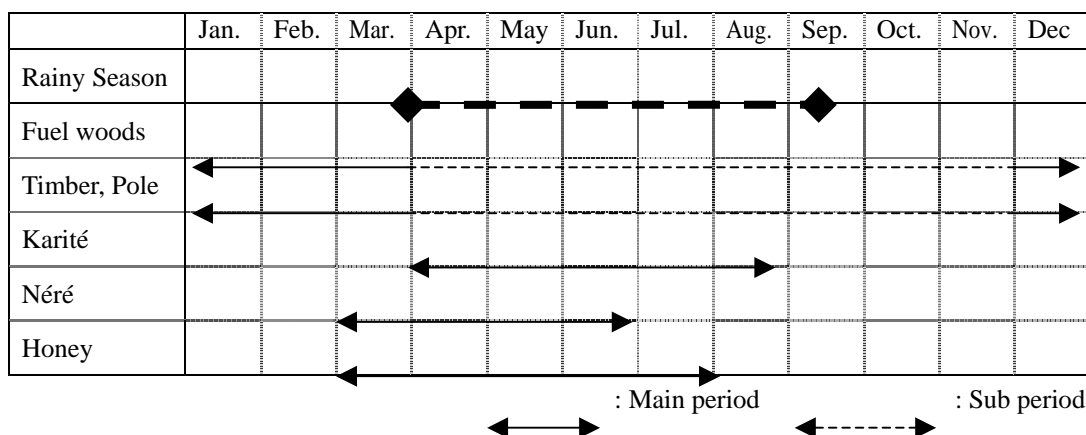 Jan. Feb. Mar. Apr. May Jun. Jul. Aug. Sep. Oct. Nov. Dec
Rainy Season
Fuel woods
Timber, Pole
Karité
Néré
Honey
: Main period : Sub period